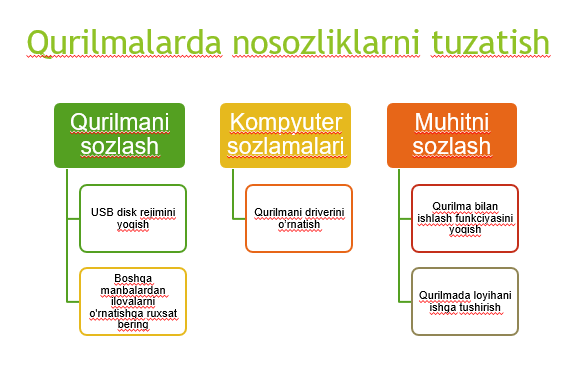 Qurilmalarda nosozliklarni tuzatish
Qurilmani
sozlash
USB disk rejimini
yoqish
Boshqa
manbalardan
ilovalarni
o'rnatishga ruxsat
bering
Kompyuter
sozlamalari
Qurilmani driverini
o'rnatish
Muhitni
sozlash
Qurilma bilan
ishlash funkciyasini
yoqish
Qurilmada loyihani
ishga tushirish